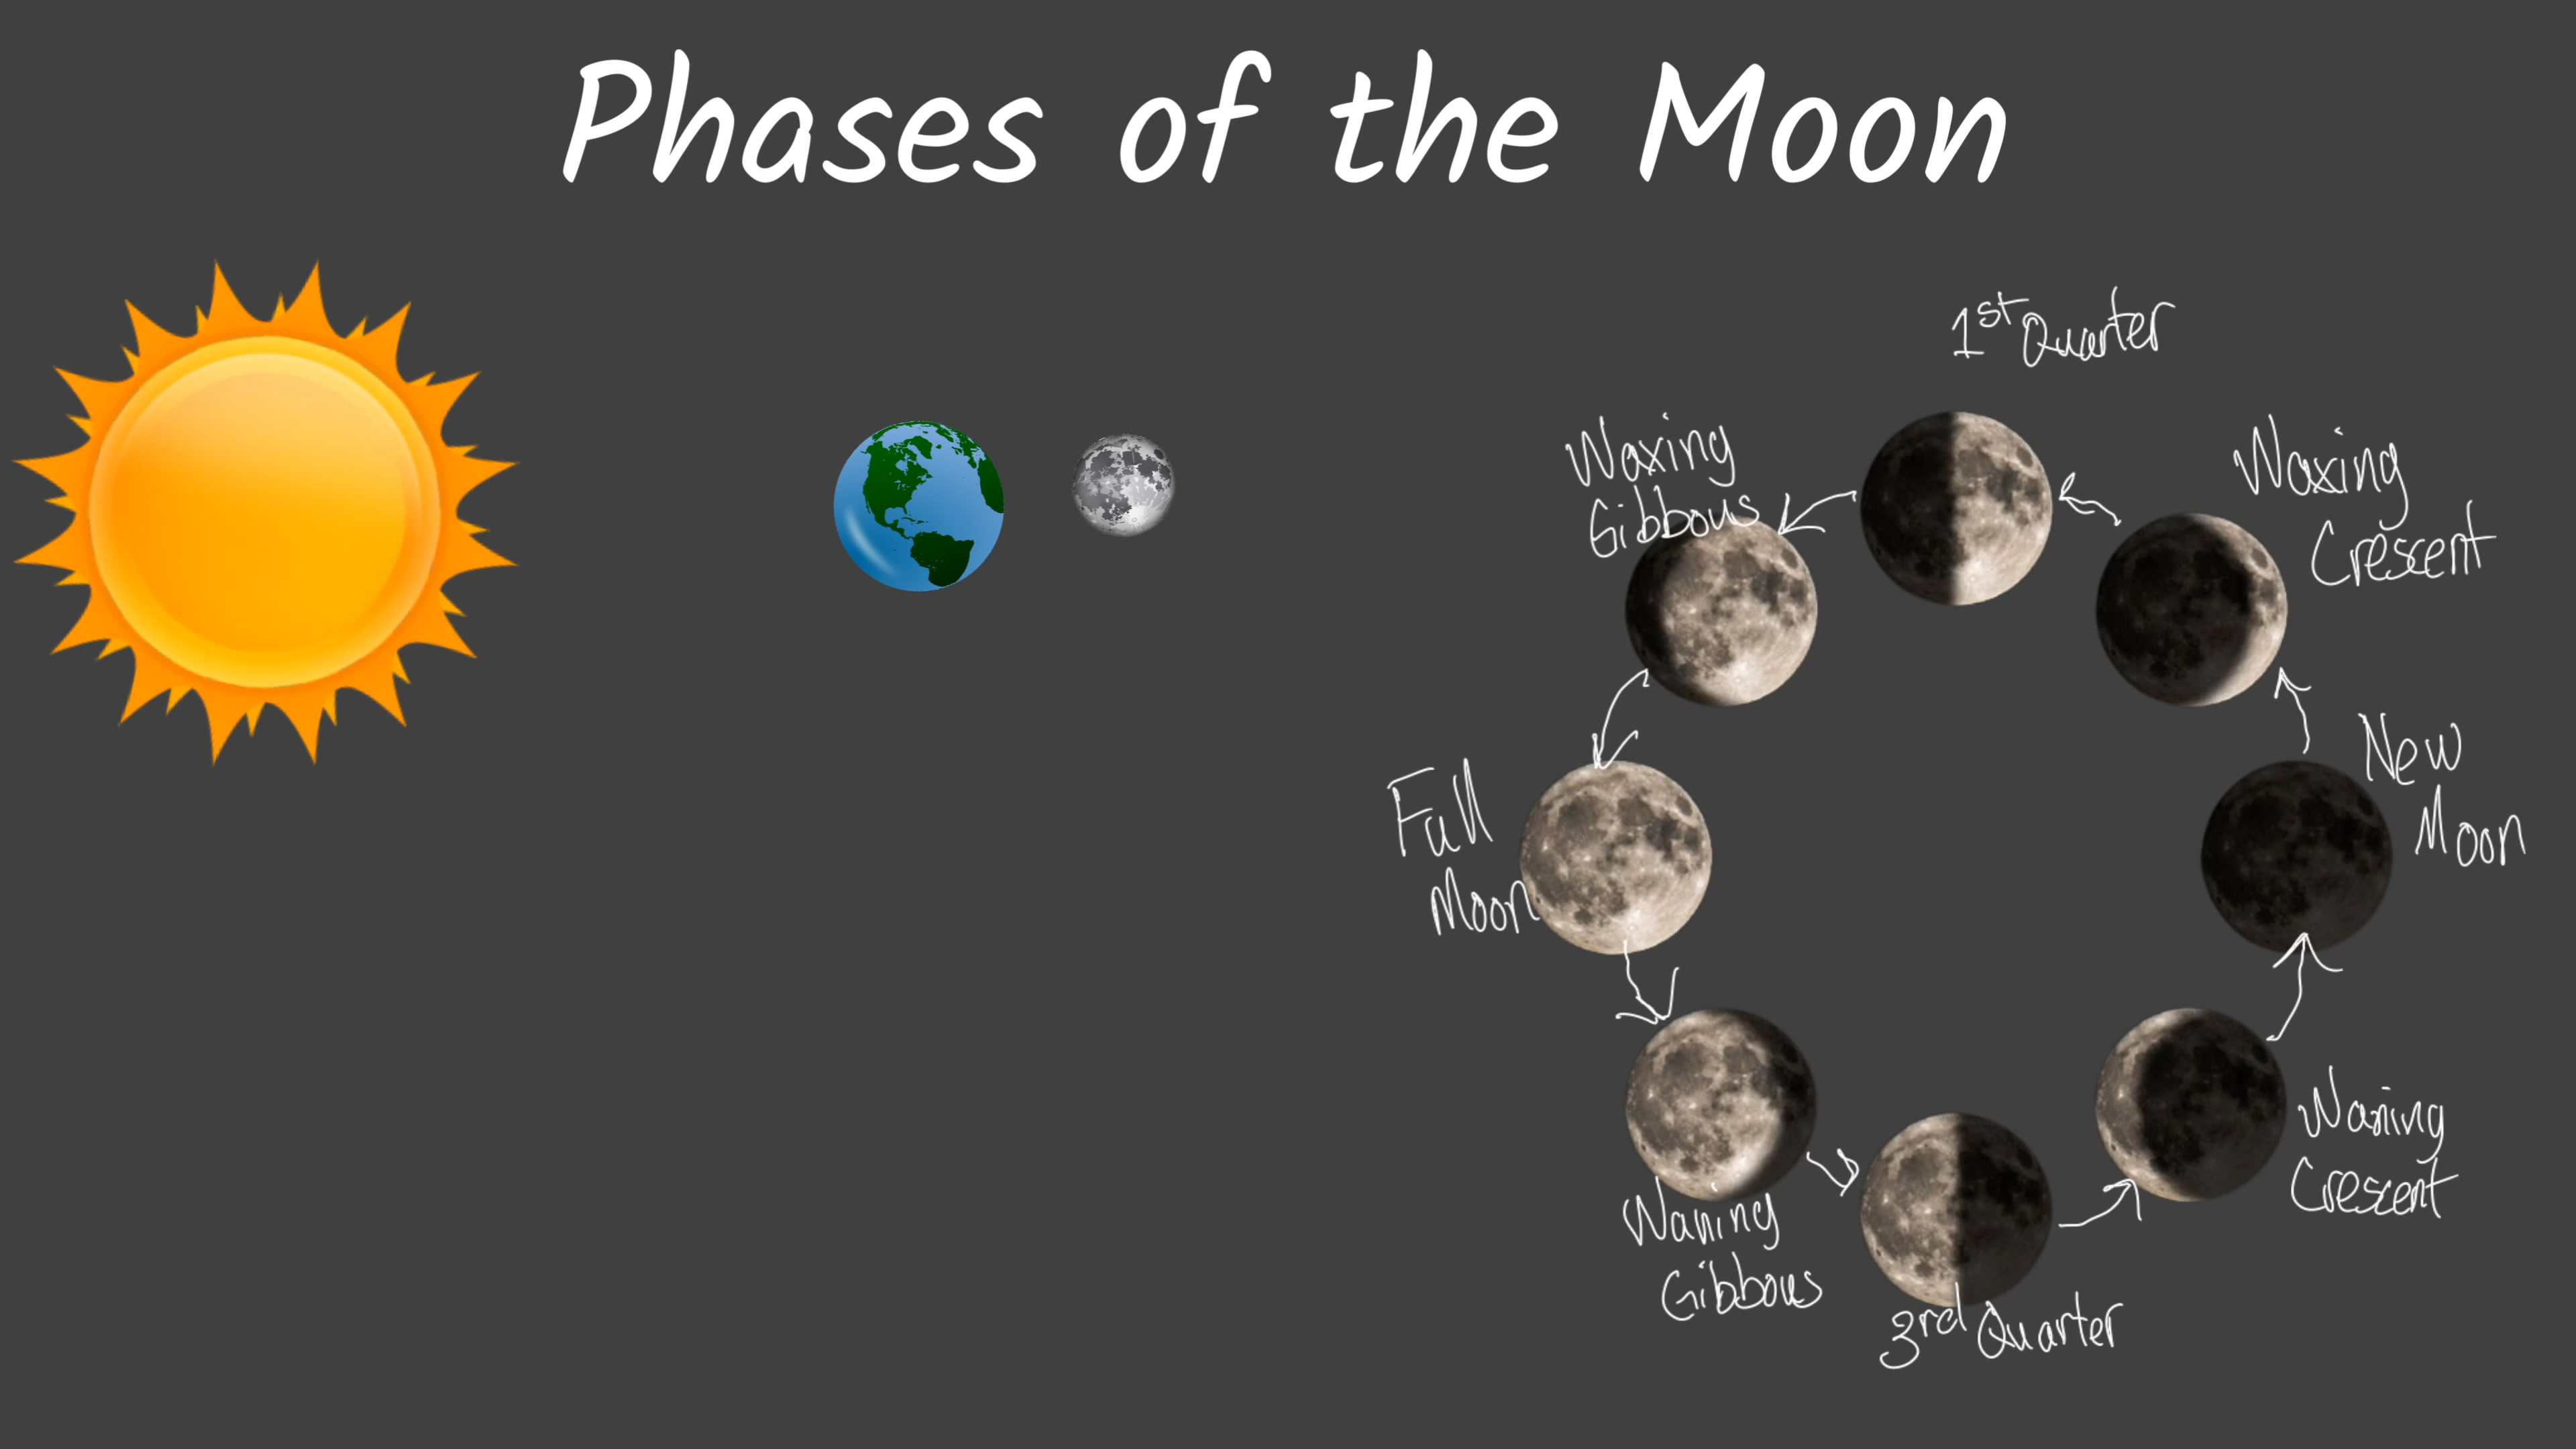 Phases of the Moon
1st Quarter
Waxing
Gibbous
Waxing
Crescent
Full
Moon
New
Moon
Waning
Gibbous
3rd Quarter
Waning
Crescent